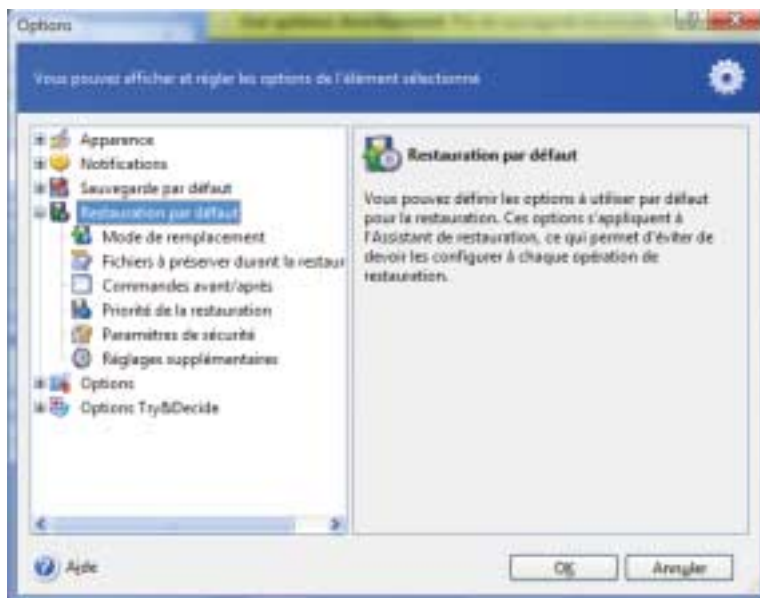 Options
Vous pouvez afficher et régler les options de l'élément sélectionné
Apparence
Notifications
Sauvegarde par défaut
Restauration par défaut
Mode de remplacement
Fichiers à préserver durant la restaur
Commandes avant/après
Priorité de la restauration
Paramètres de sécurité
Réglages supplémentaires
Options
Options Try&Decide
Restauration par défaut
Vous pouvez définir les options à utiliser par défaut
pour la restauration. Ces options s'appliquent à
l'Assistant de restauration, ce qui permet d'éviter de
devoir les configurer à chaque opération de
restauration.
Aide
OK
Annuler